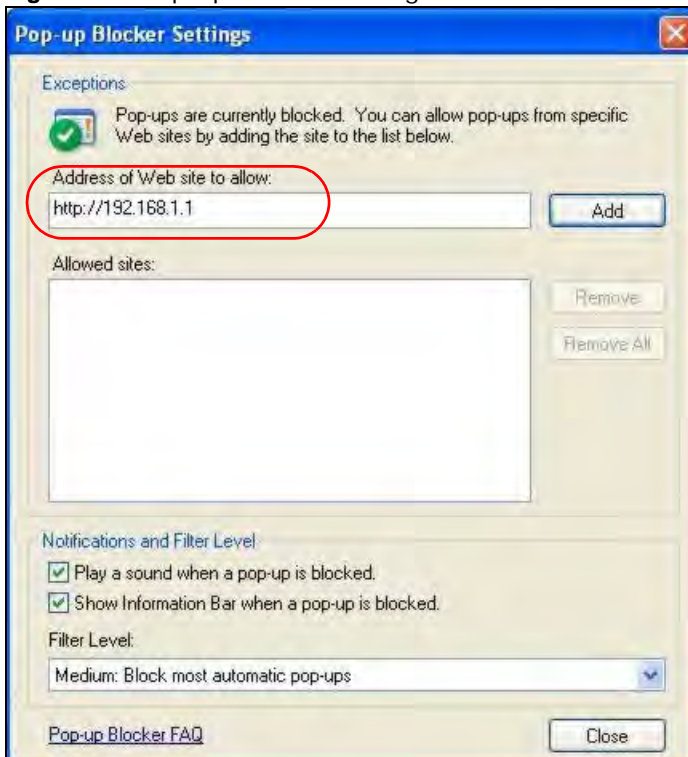 Pop-up Blocker Settings
Exceptions
Pop-ups are currently blocked. You can allow pop-ups from specific
Web sites by adding the site to the list below.
Address of Web site to allow:
http://192.168.1.1
Add
Allowed sites:
Remove
Remove All
Notifications and Filter Level
Play a sound when a pop-up is blocked.
Show Information Bar when a pop-up is blocked.
Filter Level:
Medium: Block most automatic pop-ups
Pop-up Blocker FAQ
Close